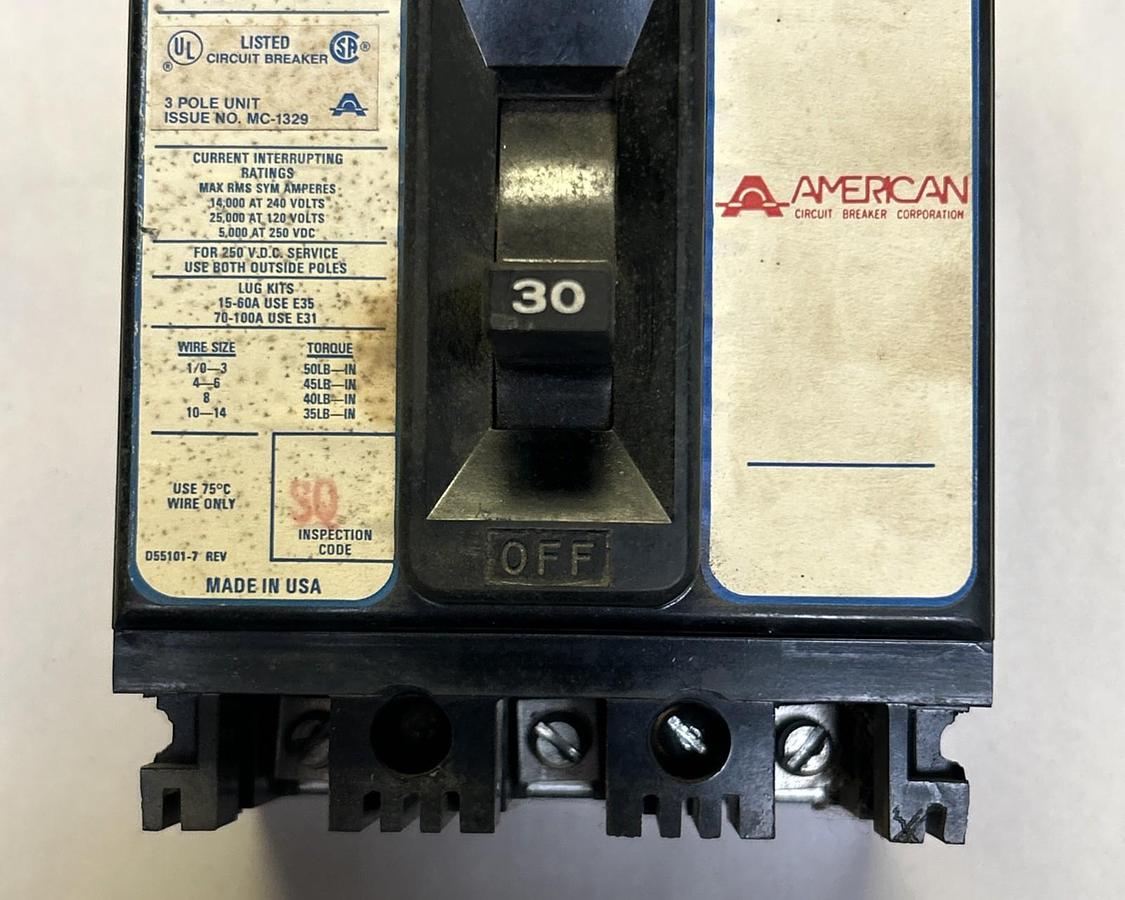 UL ® LISTED SA ®
CIRCUIT BREAKER
3 POLE UNIT
ISSUE NO. MC-1329
CURRENT INTERRUPTING
RATINGS
MAX RMS SYM AMPERES
14,000 AT 240 VOLTS
25,000 AT 120 VOLTS
5,000 AT 250 VDC
FOR 250 V.D.C. SERVICE
USE BOTH OUTSIDE POLES
LUG KITS
15-60A USE E35
70-100A USE E31
WIRE SIZE TORQUE
1/0—3 50LB—IN
4—6 45LB—IN
8 40LB—IN
10—14 35LB—IN
USE 75°C
WIRE ONLY
SQ
INSPECTION
CODE
D55101-7 REV
MADE IN USA
30
OFF
AMERICAN
CIRCUIT BREAKER CORPORATION